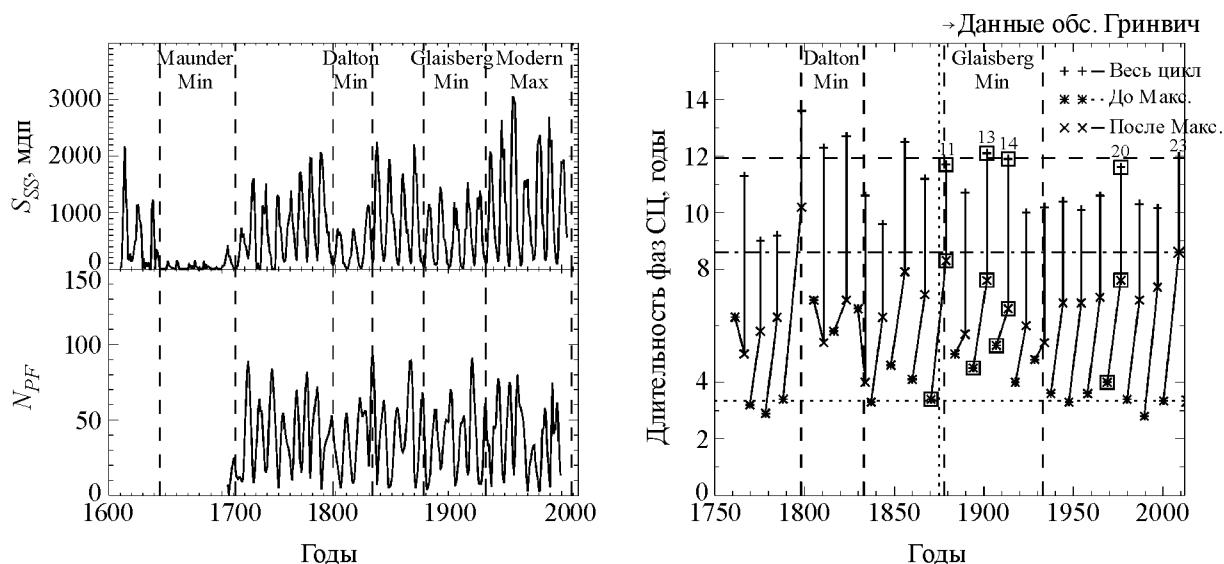 Maunder
Min
Dalton
Min
Glaisberg
Min
Modern
Max
3000
2000
1000
0
S_SS, мдп
150
100
50
0
N_PF
1600
1700
1800
1900
2000
Годы
→Данные обс. Гринвич
Dalton
Min
Glaisberg
Min
+ + — Весь цикл
∗ ∗ ··· До Макс.
× × — После Макс.
14
12
10
8
6
4
2
0
11
13
14
20
23
Длительность фаз СЦ, годы
1750
1800
1850
1900
1950
2000
Годы